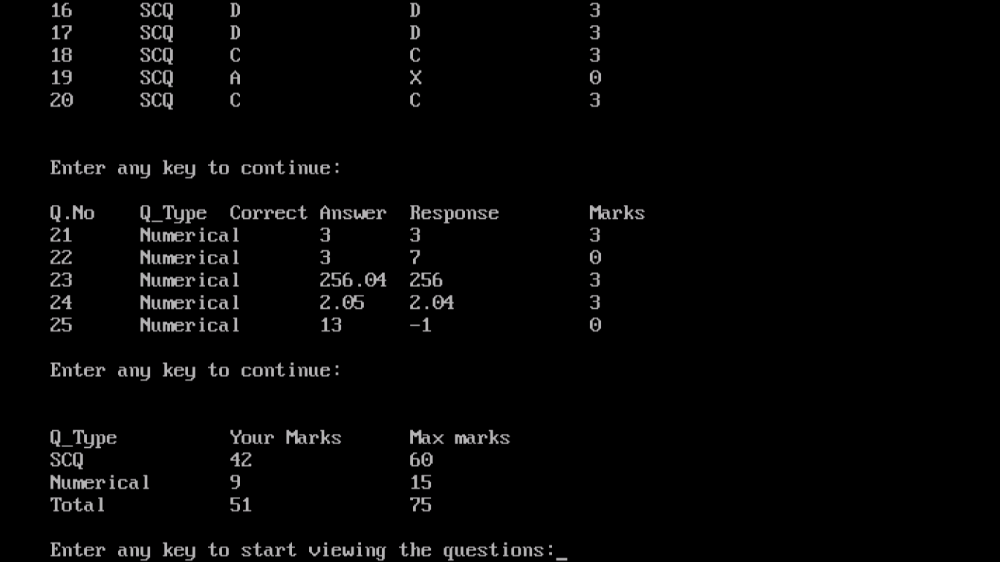 16 SCQ D D 3
17 SCQ D D 3
18 SCQ C C 3
19 SCQ A X 0
20 SCQ C C 3
Enter any key to continue:
Q.No Q_Type Correct Answer Response Marks
21 Numerical 3 3 3
22 Numerical 3 7 0
23 Numerical 256.04 256 3
24 Numerical 2.05 2.04 3
25 Numerical 13 -1 0
Enter any key to continue:
Q_Type Your Marks Max marks
SCQ 42 60
Numerical 9 15
Total 51 75
Enter any key to start viewing the questions:_